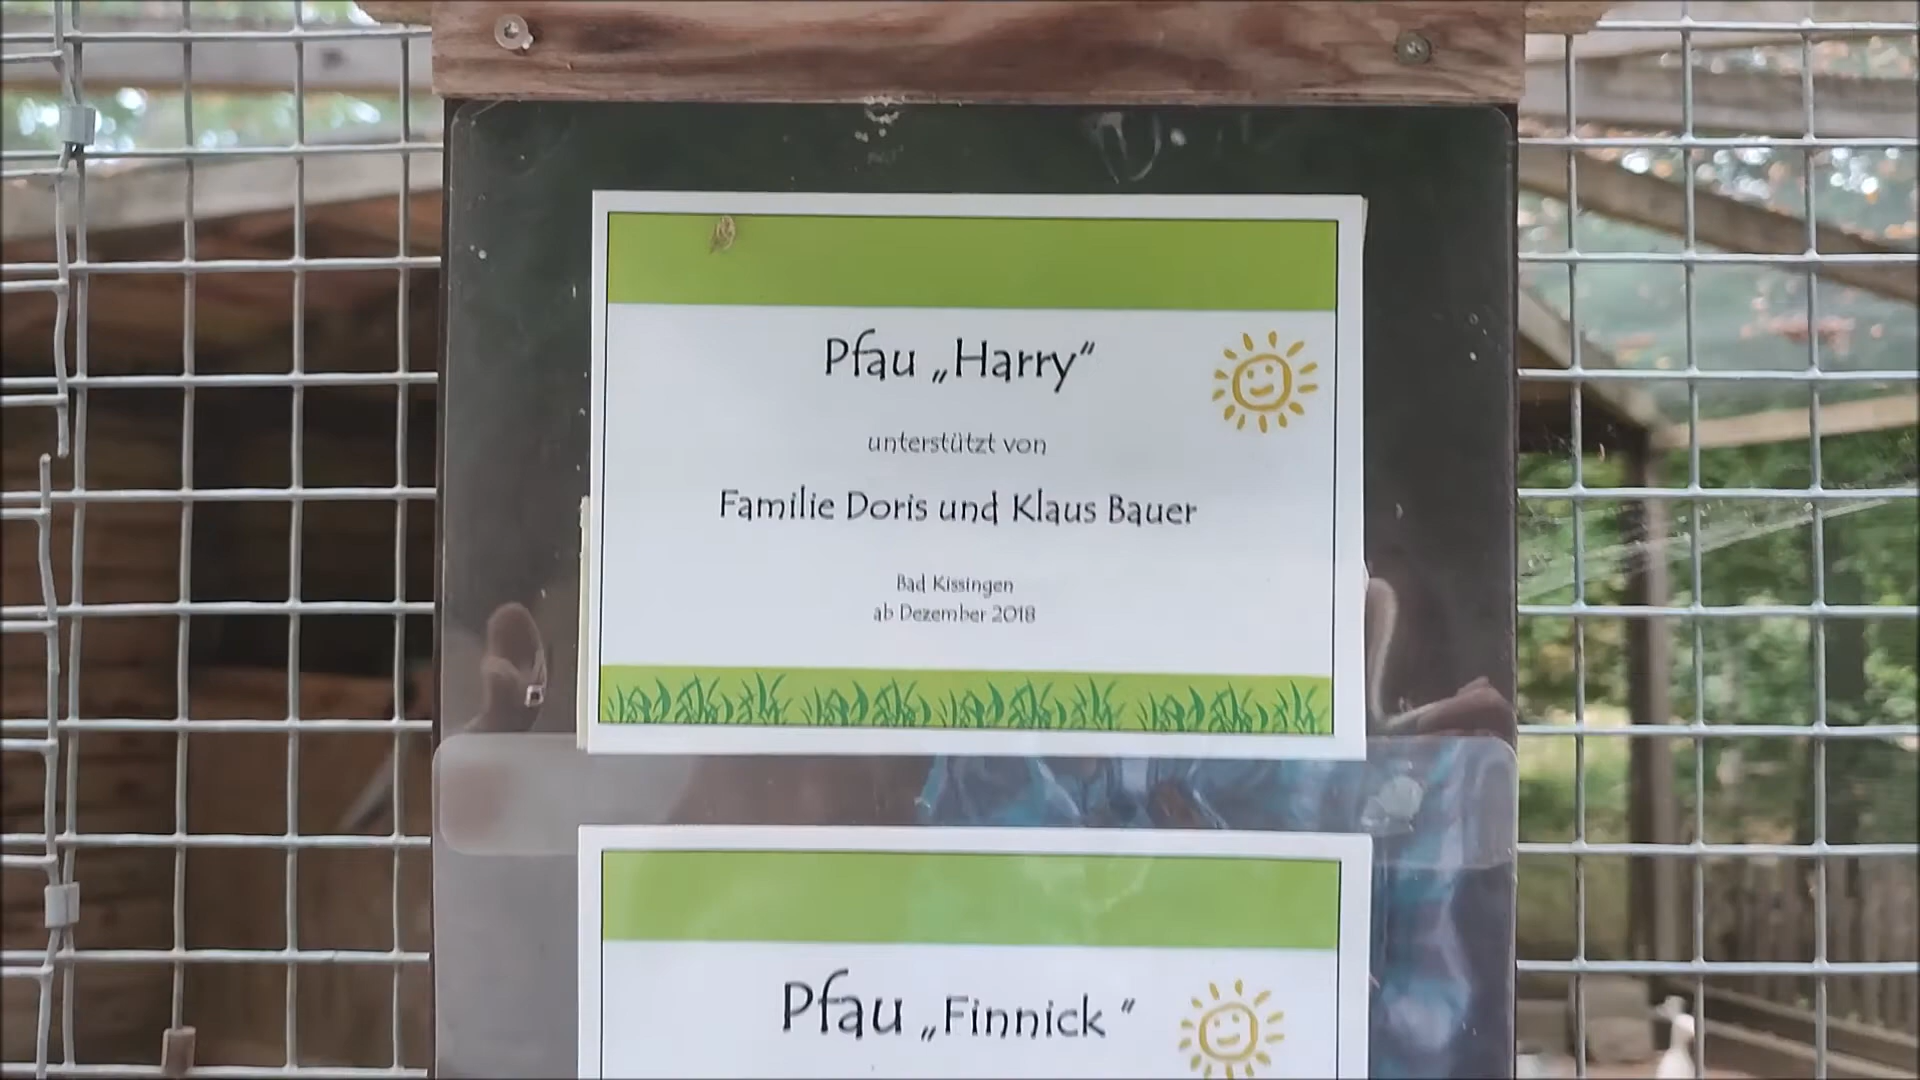 Pfau „Harry“
unterstützt von
Familie Doris und Klaus Bauer
Bad Kissingen
ab Dezember 2018
Pfau „Finnick “